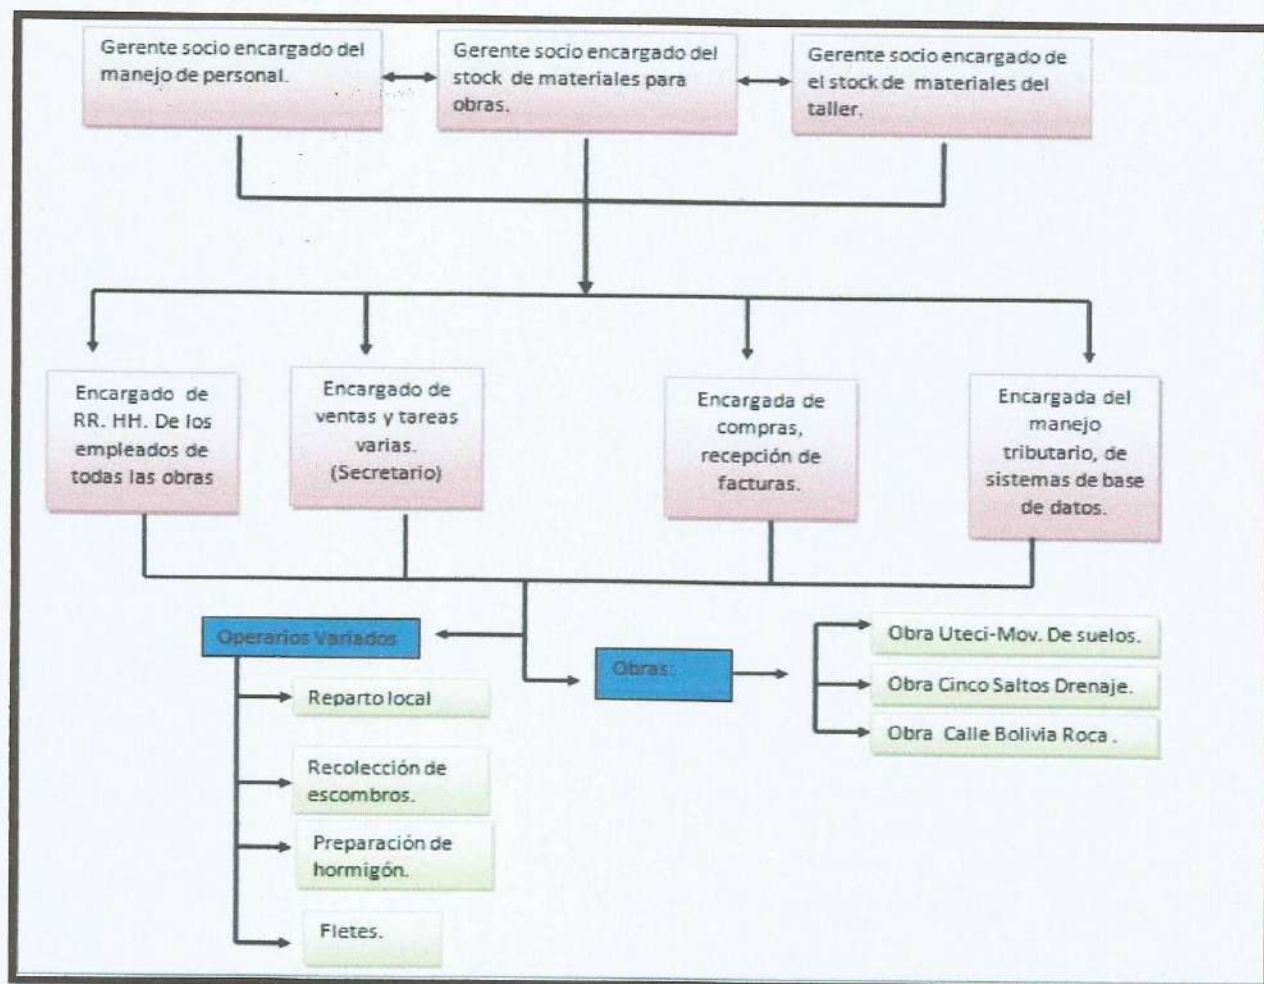 Gerente socio encargado del
manejo de personal.
Gerente socio encargado del
stock de materiales para
obras.
Gerente socio encargado de
el stock de materiales del
taller.
Encargado de
RR. HH. De los
empleados de
todas las obras
Encargado de
ventas y tareas
varias.
(Secretario)
Encargada de
compras,
recepción de
facturas.
Encargada del
manejo
tributario, de
sistemas de base
de datos.
Operarios Variados
Reparto local
Recolección de
escombros.
Preparación de
hormigón.
Fletes.
Obras:
Obra Uteci-Mov. De suelos.
Obra Cinco Saltos Drenaje.
Obra Calle Bolivia Roca .